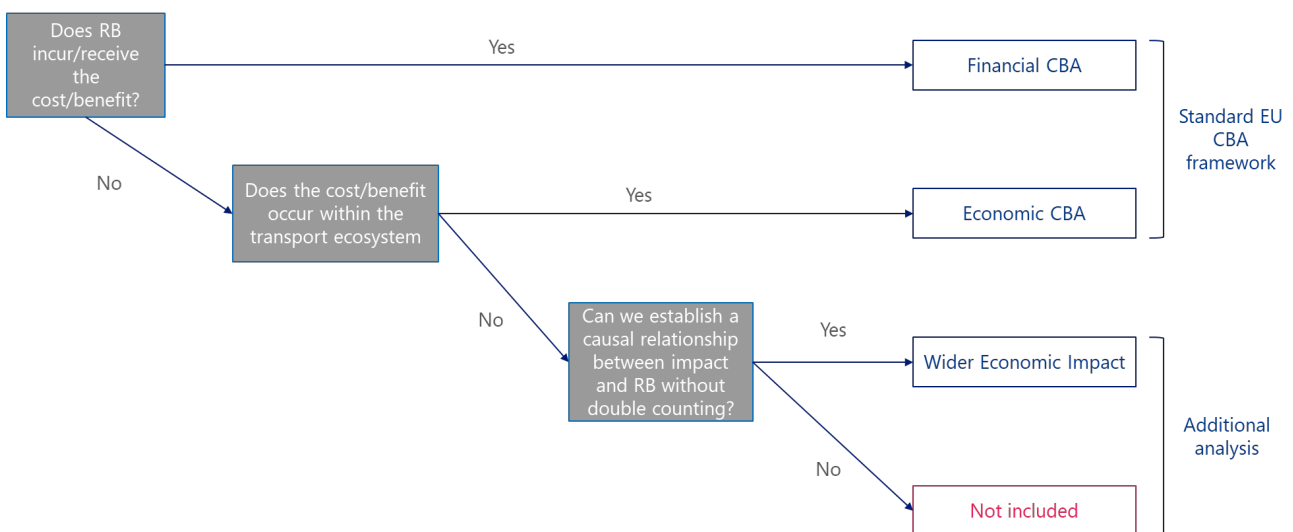 Does RB
incur/receive
the
cost/benefit?
Yes
Financial CBA
Standard EU
CBA
framework
No
Does the cost/benefit
occur within the
transport ecosystem
Yes
Economic CBA
No
Can we establish a
causal relationship
between impact
and RB without
double counting?
Yes
Wider Economic Impact
Additional
analysis
No
Not included